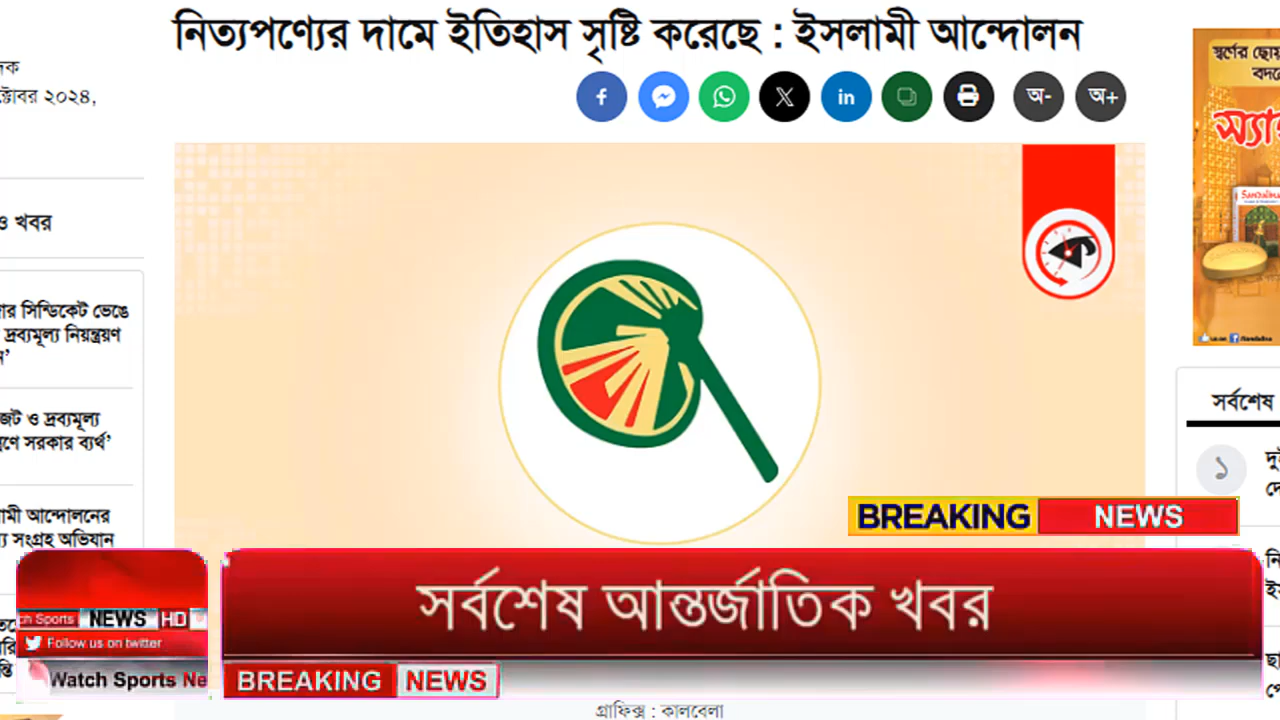 নিত্যপণ্যের দামে ইতিহাস সৃষ্টি করেছে : ইসলামী আন্দোলন
২০২৪,
অ- অ+
ও খবর
সিন্ডিকেট ভেঙে
দ্রব্যমূল্য নিয়ন্ত্রণ
ও দ্রব্যমূল্য
সরকার ব্যর্থ’
আন্দোলনের
সংগ্রহ অভিযান
সর্বশেষ
১
BREAKING NEWS
সর্বশেষ আন্তর্জাতিক খবর
Sports NEWS HD
Follow us on twitter
Watch Sports Ne
BREAKING NEWS
গ্রাফিক্স : কালবেলা